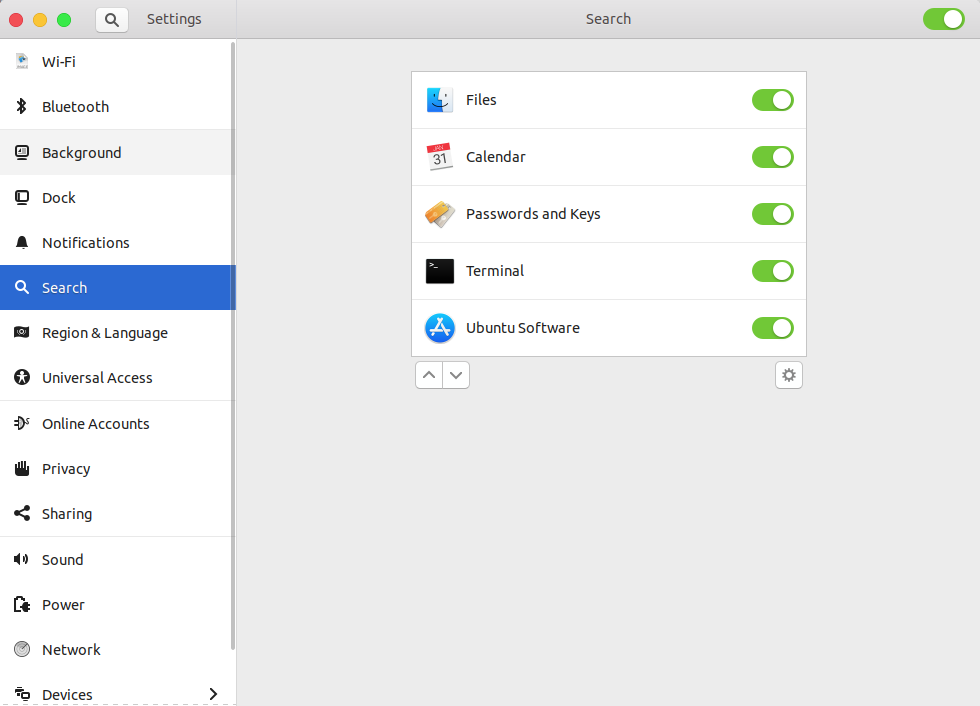 Settings
Search
Wi-Fi
Bluetooth
Background
Dock
Notifications
Search
Region & Language
Universal Access
Online Accounts
Privacy
Sharing
Sound
Power
Network
Devices
Files
JAN
31
Calendar
Passwords and Keys
>_
Terminal
Ubuntu Software